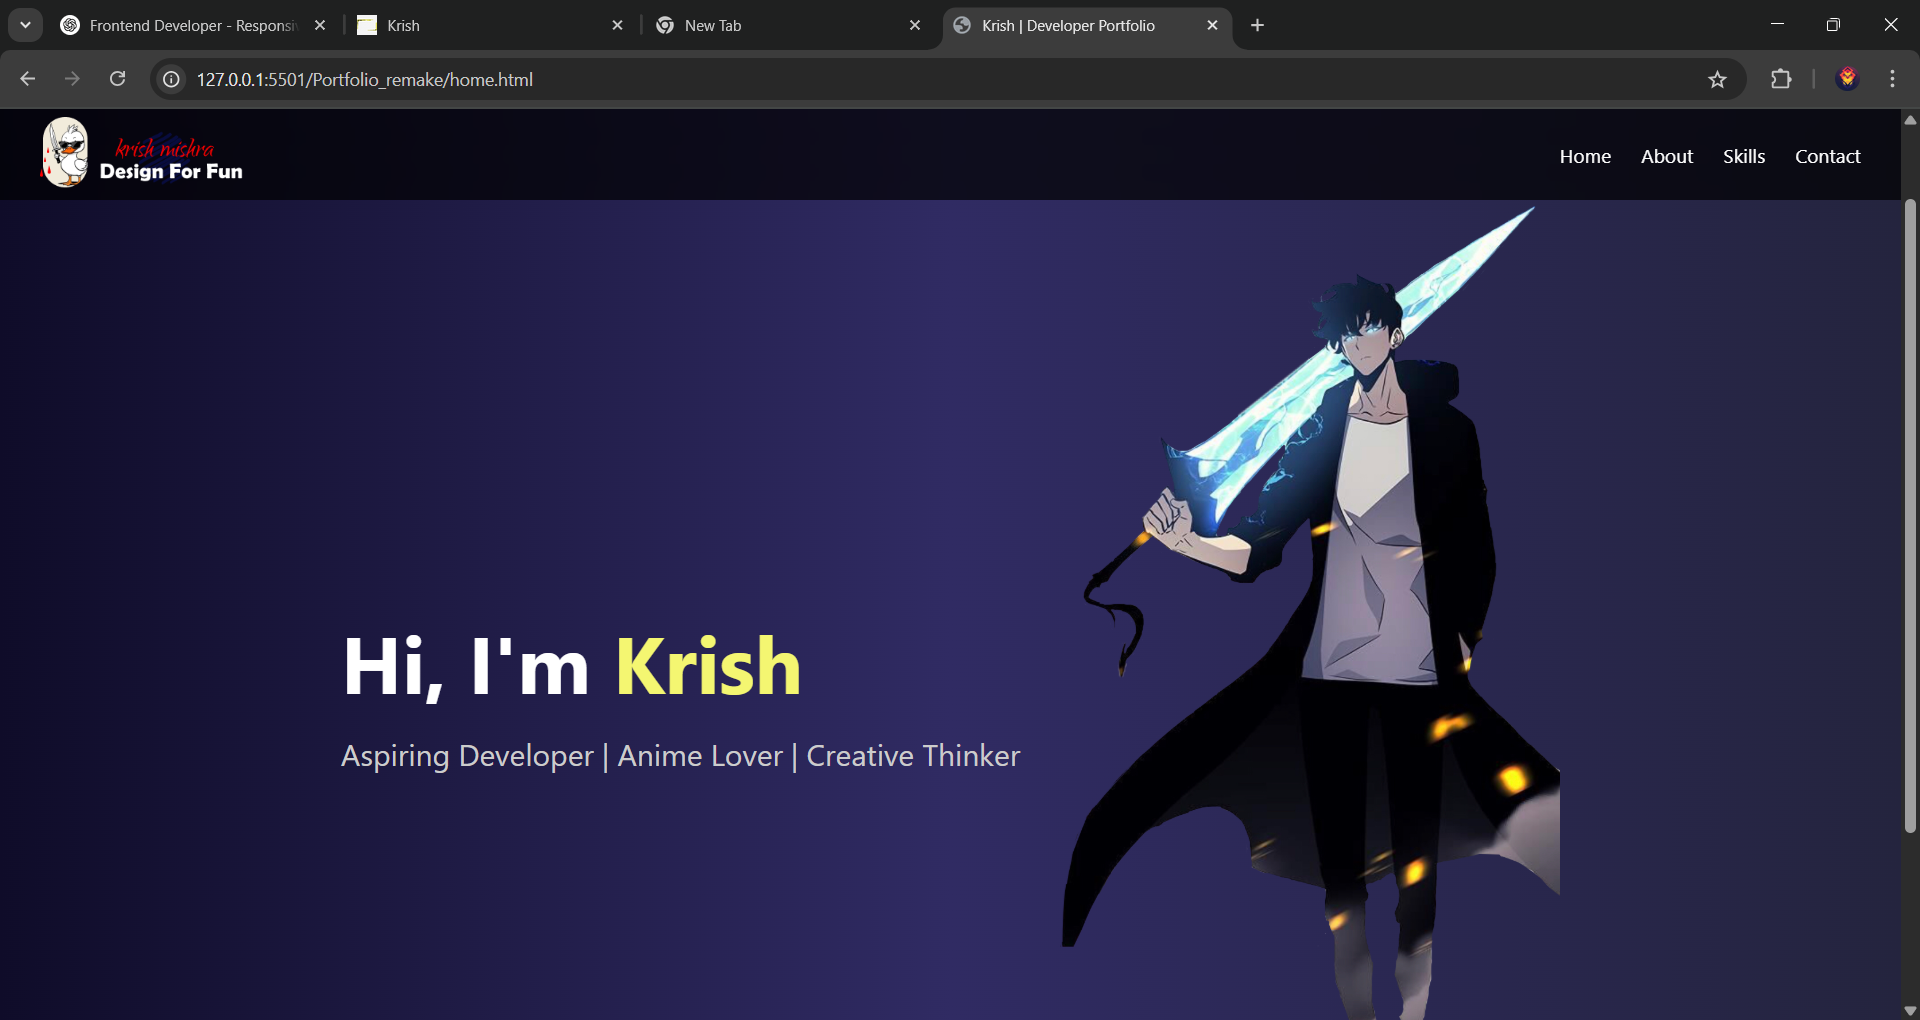 Frontend Developer - Responsi
Krish
New Tab
Krish | Developer Portfolio
127.0.0.1:5501/Portfolio_remake/home.html
krish mishra
Design For Fun
Home About Skills Contact
Hi, I'm Krish
Aspiring Developer | Anime Lover | Creative Thinker